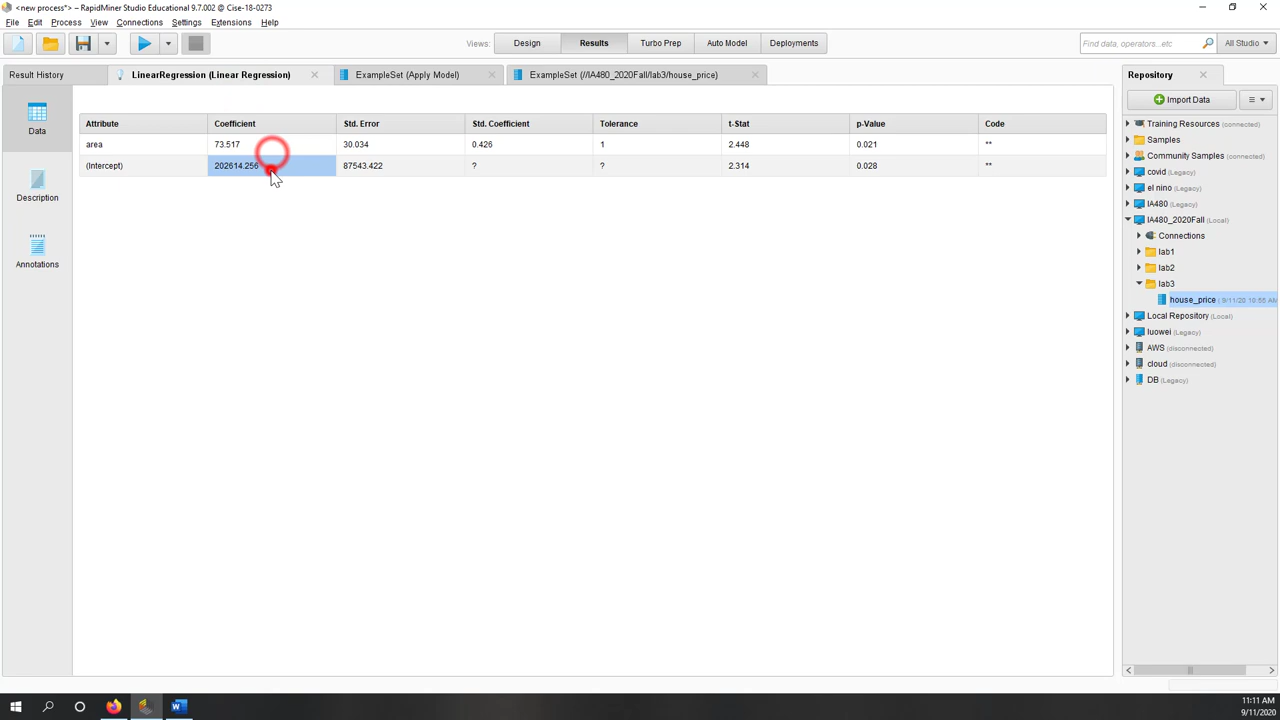 <new process*> – RapidMiner Studio Educational 9.7.002 @ Cise-18-0273
File Edit Process View Connections Settings Extensions Help
Views: Design Results Turbo Prep Auto Model Deployments
Find data, operators...etc All Studio
Result History
LinearRegression (Linear Regression)
ExampleSet (Apply Model)
ExampleSet (//IA480_2020Fall/lab3/house_price)
Repository
Data
Description
Annotations
Attribute Coefficient Std. Error Std. Coefficient Tolerance t-Stat p-Value Code
area 73.517 30.034 0.426 1 2.448 0.021 **
(Intercept) 202614.256 87543.422 ? ? 2.314 0.028 **
Import Data
Training Resources (connected)
Samples
Community Samples (connected)
covid (Legacy)
el nino (Legacy)
IA480 (Legacy)
IA480_2020Fall (Local)
Connections
lab1
lab2
lab3
house_price (9/11/20 10:55 AM
Local Repository (Local)
luowei (Legacy)
AWS (disconnected)
cloud (disconnected)
DB (Legacy)
11:11 AM
9/11/2020